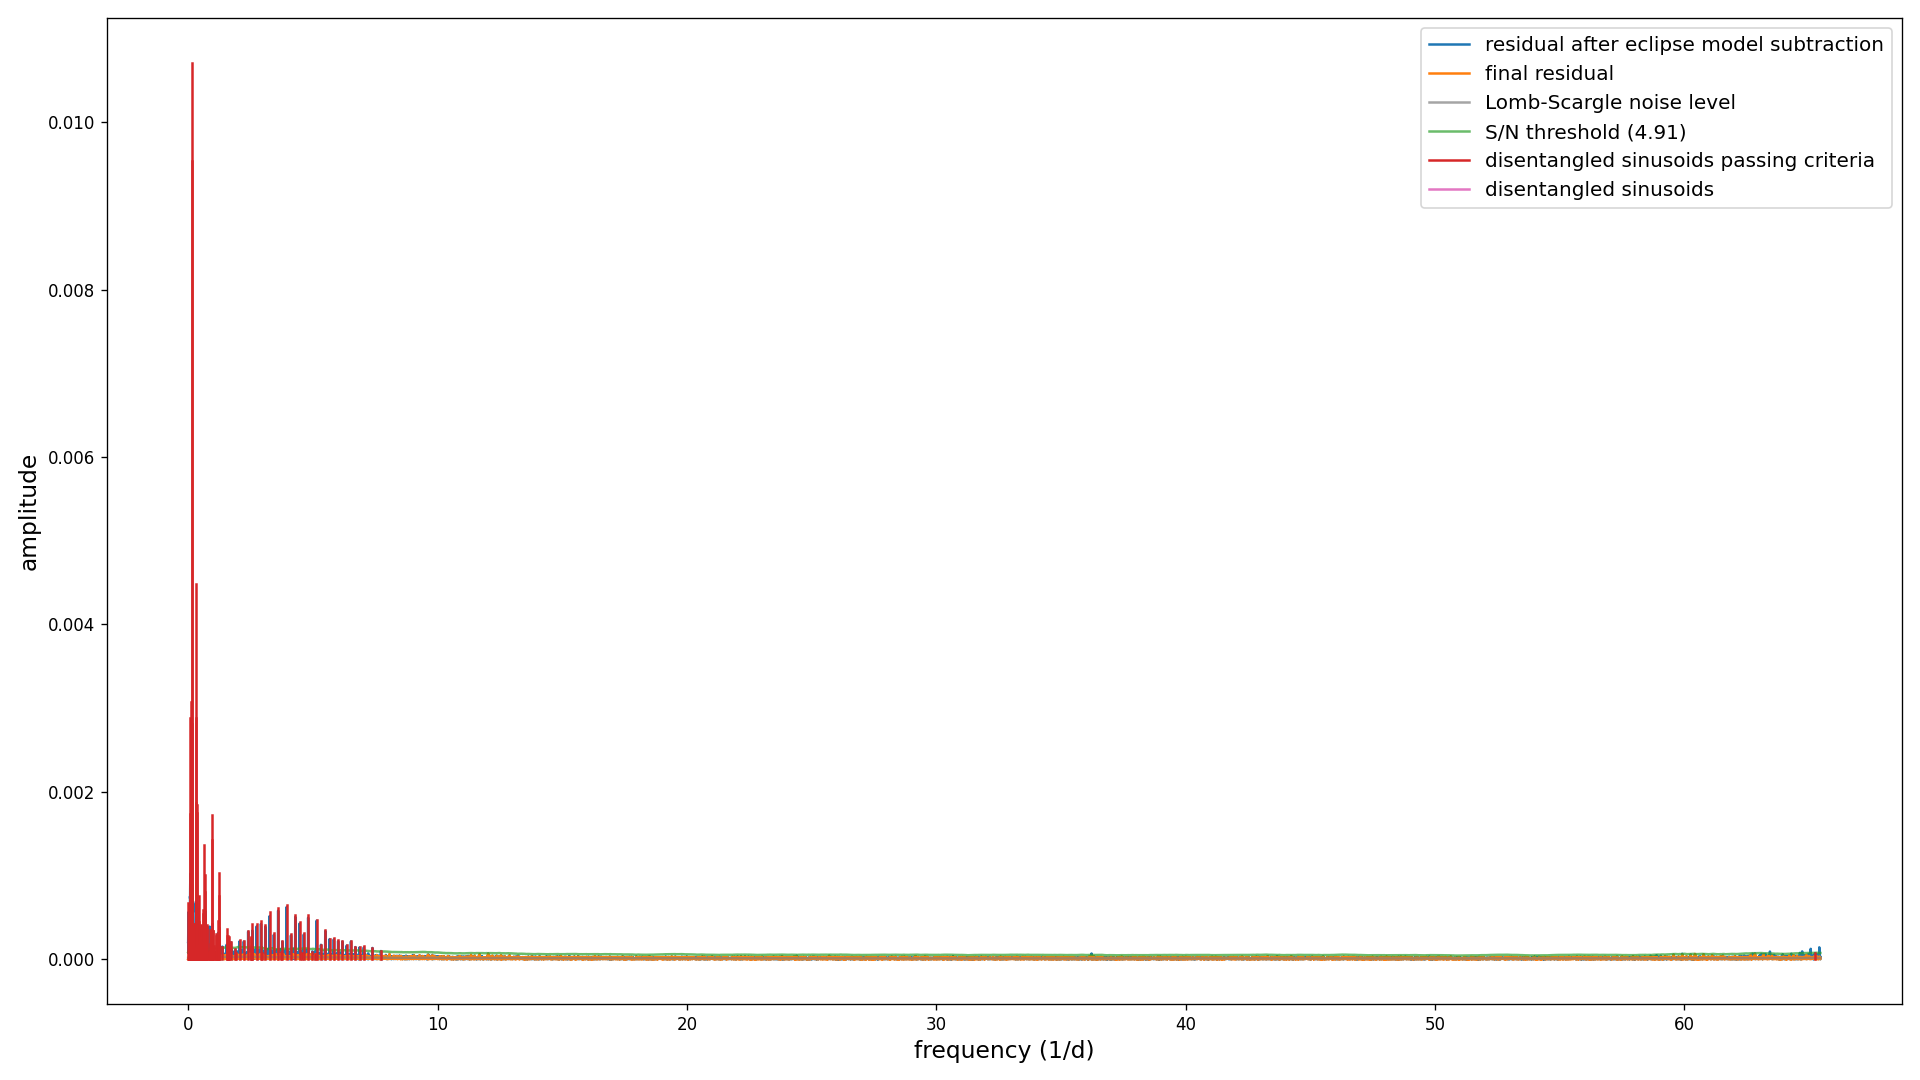 residual after eclipse model subtraction
final residual
Lomb-Scargle noise level
S/N threshold (4.91)
disentangled sinusoids passing criteria
disentangled sinusoids
0.010
0.008
0.006
0.004
0.002
0.000
amplitude
0 10 20 30 40 50 60
frequency (1/d)